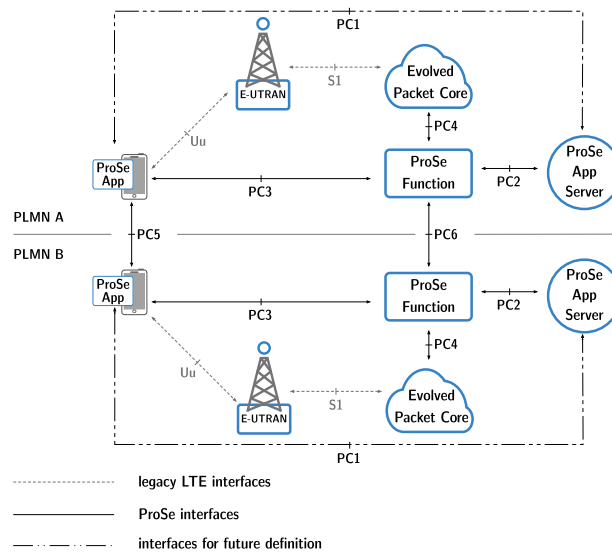 PC1
E-UTRAN
S1
Evolved
Packet Core
Uu
PC4
ProSe
App
PC3
ProSe
Function
PC2
ProSe
App
Server
PLMN A
PC5
PC6
PLMN B
ProSe
App
PC3
ProSe
Function
PC2
ProSe
App
Server
Uu
PC4
E-UTRAN
S1
Evolved
Packet Core
PC1
legacy LTE interfaces
ProSe interfaces
interfaces for future definition